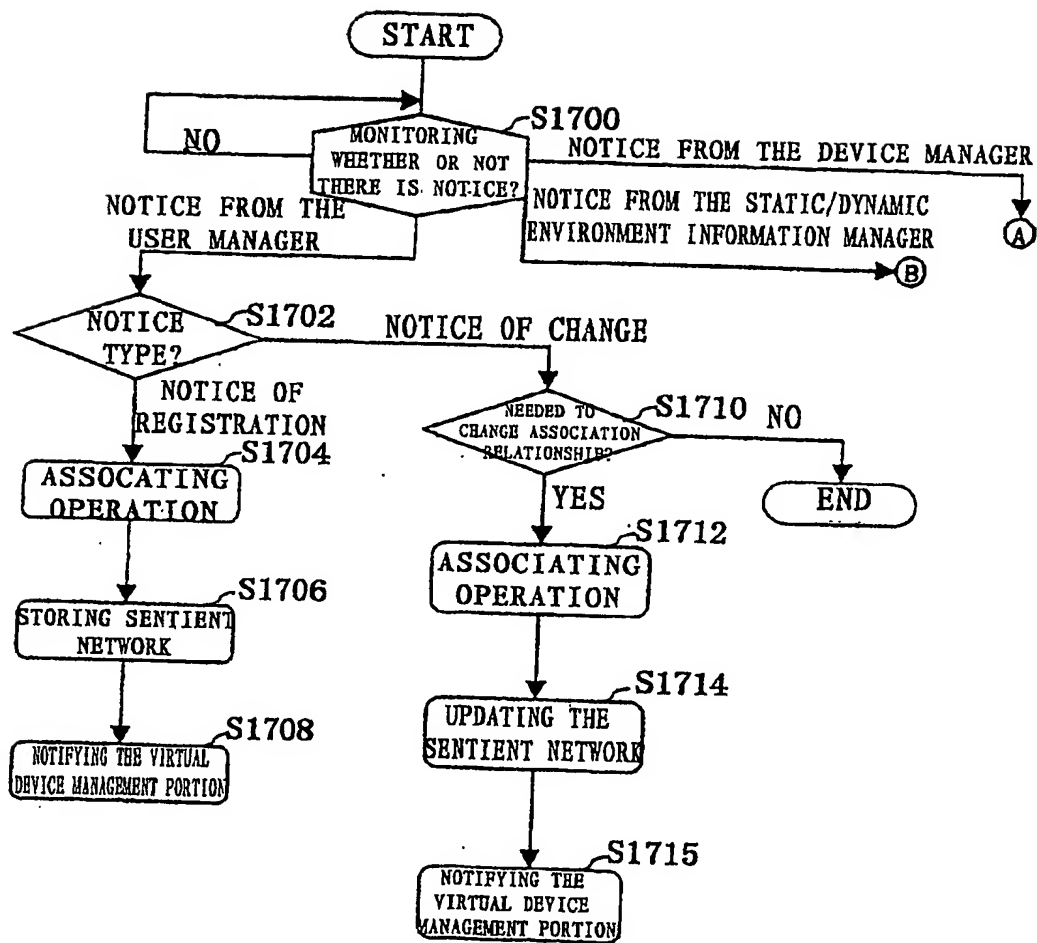 START
S1700
NO
MONITORING
WHETHER OR NOT
THERE IS NOTICE?
NOTICE FROM THE DEVICE MANAGER
A
NOTICE FROM THE STATIC/DYNAMIC
ENVIRONMENT INFORMATION MANAGER
B
NOTICE FROM THE
USER MANAGER
S1702
NOTICE
TYPE?
NOTICE OF CHANGE
NOTICE OF
REGISTRATION
S1710
NEEDED TO
CHANGE ASSOCIATION
RELATIONSHIP?
NO
END
YES
S1704
ASSOCATING
OPERATION
S1712
ASSOCIATING
OPERATION
S1706
STORING SENTIENT
NETWORK
S1714
UPDATING THE
SENTIENT NETWORK
S1708
NOTIFYING THE VIRTUAL
DEVICE MANAGEMENT PORTION
S1715
NOTIFYING THE
VIRTUAL DEVICE
MANAGEMENT PORTION